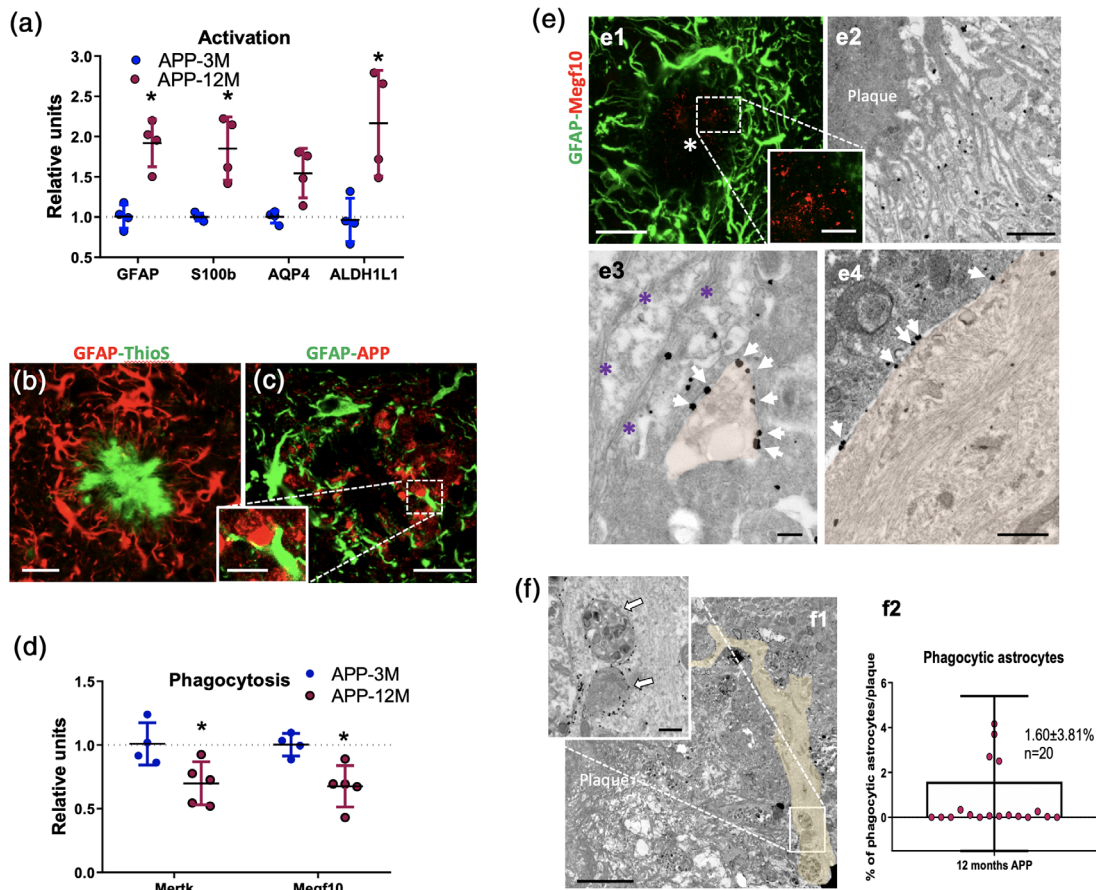 (a)
Activation
APP-3M
APP-12M
Relative units
3.0
2.5
2.0
1.5
1.0
0.5
* * *
GFAP S100b AQP4 ALDH1L1
GFAP-ThioS
(b)
GFAP-APP
(c)
(d)
Phagocytosis
APP-3M
APP-12M
Relative units
1.5
1.0
0.5
0.0
* *
Mertk Megf10
(e)
GFAP-Megf10
e1
*
e2
Plaque
e3
* * * *
e4
(f)
f1
Plaque
f2
Phagocytic astrocytes
% of phagocytic astrocytes/plaque
6
4
2
0
1.60±3.81%
n=20
12 months APP